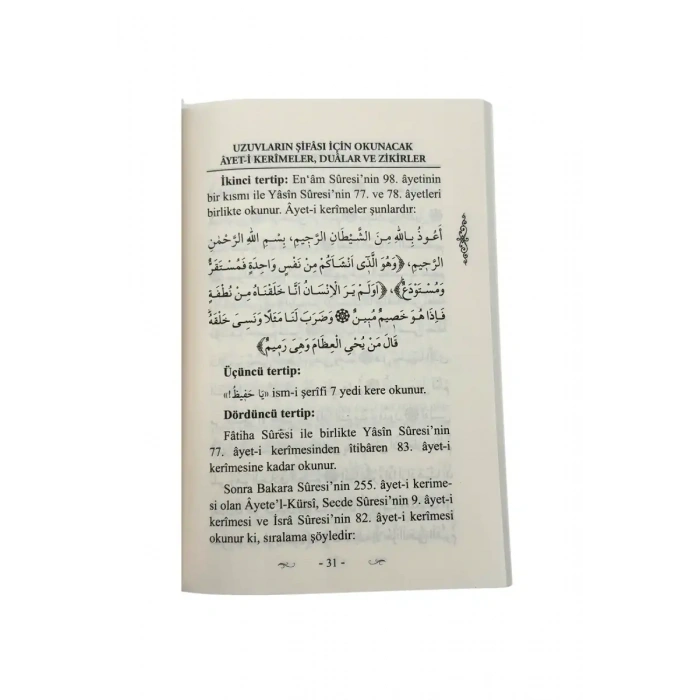 UZUVLARIN ŞİFÂSI İÇİN OKUNACAK
ÂYET-İ KERÎMELER, DUÂLAR VE ZİKİRLER
İkinci tertip: En‘âm Sûresi’nin 98. âyetinin
bir kısmı ile Yâsîn Sûresi’nin 77. ve 78. âyetleri
birlikte okunur. Âyet-i kerîmeler şunlardır:
أَعُوذُ بِاللّٰهِ مِنَ الشَّيْطَانِ الرَّجِيمِ، بِسْمِ اللّٰهِ الرَّحْمٰنِ
الرَّحِيمِ، ﴿وَهُوَ الَّذٖى اَنْشَاَكُمْ مِنْ نَفْسٍ وَاحِدَةٍ فَمُسْتَقَرٌّ
وَمُسْتَوْدَعٌ﴾، ﴿اَوَلَمْ يَرَ الْاِنْسَانُ اَنَّا خَلَقْنَاهُ مِنْ نُطْفَةٍ
فَاِذَا هُوَ خَصٖيمٌ مُبٖينٌ ۞ وَضَرَبَ لَنَا مَثَلًا وَنَسِىَ خَلْقَهُ
قَالَ مَنْ يُحْيِ الْعِظَامَ وَهِىَ رَمٖيمٌ﴾
Üçüncü tertip:
«يَا حَفِيظُ!» ism-i şerîfi 7 yedi kere okunur.
Dördüncü tertip:
Fâtiha Sûresi ile birlikte Yâsîn Sûresi’nin
77. âyet-i kerîmesinden îtibâren 83. âyet-i
kerîmesine kadar okunur.
Sonra Bakara Sûresi’nin 255. âyet-i kerime-
si olan Âyete’l-Kürsî, Secde Sûresi’nin 9. âyet-i
kerîmesi ve İsrâ Sûresi’nin 82. âyet-i kerîmesi
okunur ki, sıralama şöyledir:
- 31 -